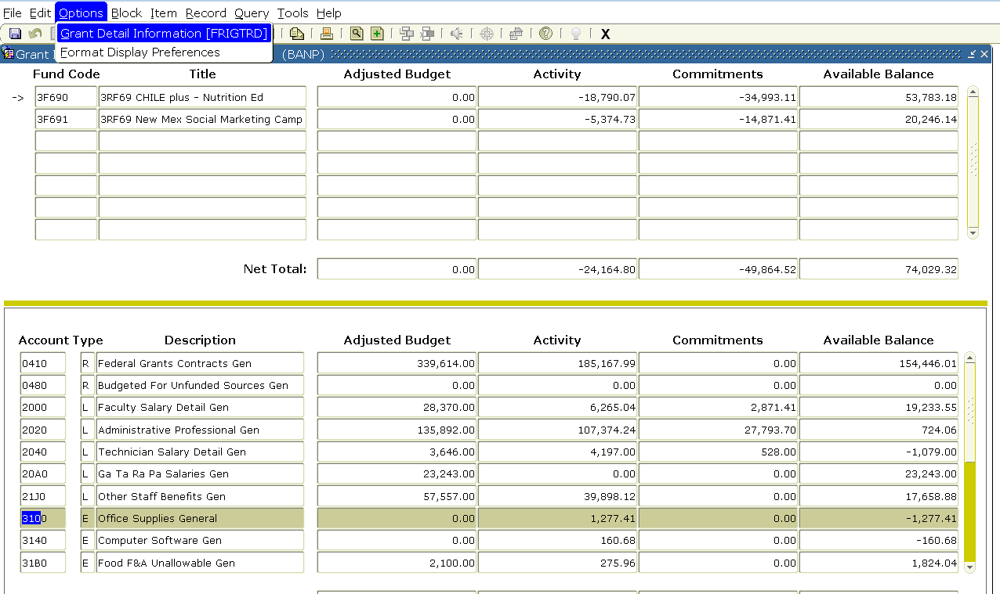 File Edit Options Block Item Record Query Tools Help
Grant Detail Information [FRIGTRD]
Format Display Preferences
Grant (BANP)
Fund Code Title Adjusted Budget Activity Commitments Available Balance
-> 3F690 3RF69 CHILE plus - Nutrition Ed 0.00 -18,790.07 -34,993.11 53,783.18
3F691 3RF69 New Mex Social Marketing Camp 0.00 -5,374.73 -14,871.41 20,246.14
Net Total: 0.00 -24,164.80 -49,864.52 74,029.32
Account Type Description Adjusted Budget Activity Commitments Available Balance
0410 R Federal Grants Contracts Gen 339,614.00 185,167.99 0.00 154,446.01
0480 R Budgeted For Unfunded Sources Gen 0.00 0.00 0.00 0.00
2000 L Faculty Salary Detail Gen 28,370.00 6,265.04 2,871.41 19,233.55
2020 L Administrative Professional Gen 135,892.00 107,374.24 27,793.70 724.06
2040 L Technician Salary Detail Gen 3,646.00 4,197.00 528.00 -1,079.00
20A0 L Ga Ta Ra Pa Salaries Gen 23,243.00 0.00 0.00 23,243.00
21J0 L Other Staff Benefits Gen 57,557.00 39,898.12 0.00 17,658.88
3100 E Office Supplies General 0.00 1,277.41 0.00 -1,277.41
3140 E Computer Software Gen 0.00 160.68 0.00 -160.68
31B0 E Food F&A Unallowable Gen 2,100.00 275.96 0.00 1,824.04